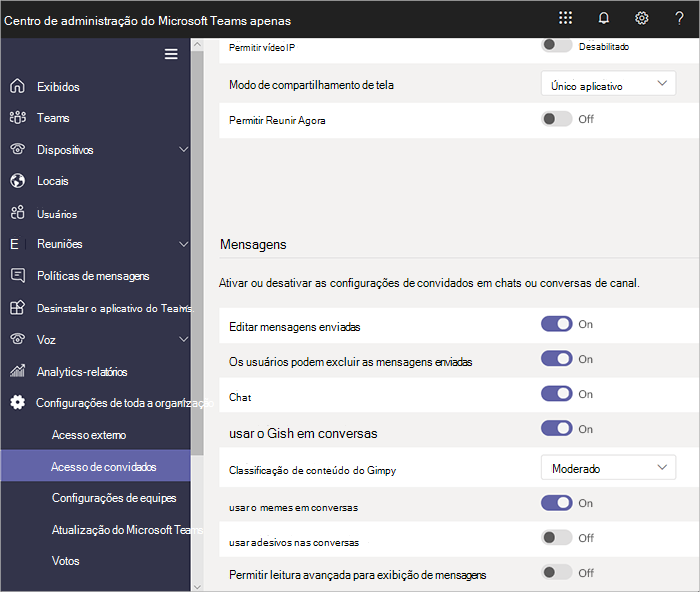 Centro de administração do Microsoft Teams apenas
?
Exibidos
Teams
Dispositivos
Locais
Usuários
E Reuniões
Políticas de mensagens
Desinstalar o aplicativo do Teams
Voz
Analytics-relatórios
Configurações de toda a organização
Acesso externo
Acesso de convidados
Configurações de equipes
Atualização do Microsoft Teams
Votos
Permitir vídeo IP Desabilitado
Modo de compartilhamento de tela Único aplicativo
Permitir Reunir Agora Off
Mensagens
Ativar ou desativar as configurações de convidados em chats ou conversas de canal.
Editar mensagens enviadas On
Os usuários podem excluir as mensagens enviadas On
Chat On
usar o Gish em conversas On
Classificação de conteúdo do Gimpy Moderado
usar o memes em conversas On
usar adesivos nas conversas Off
Permitir leitura avançada para exibição de mensagens Off